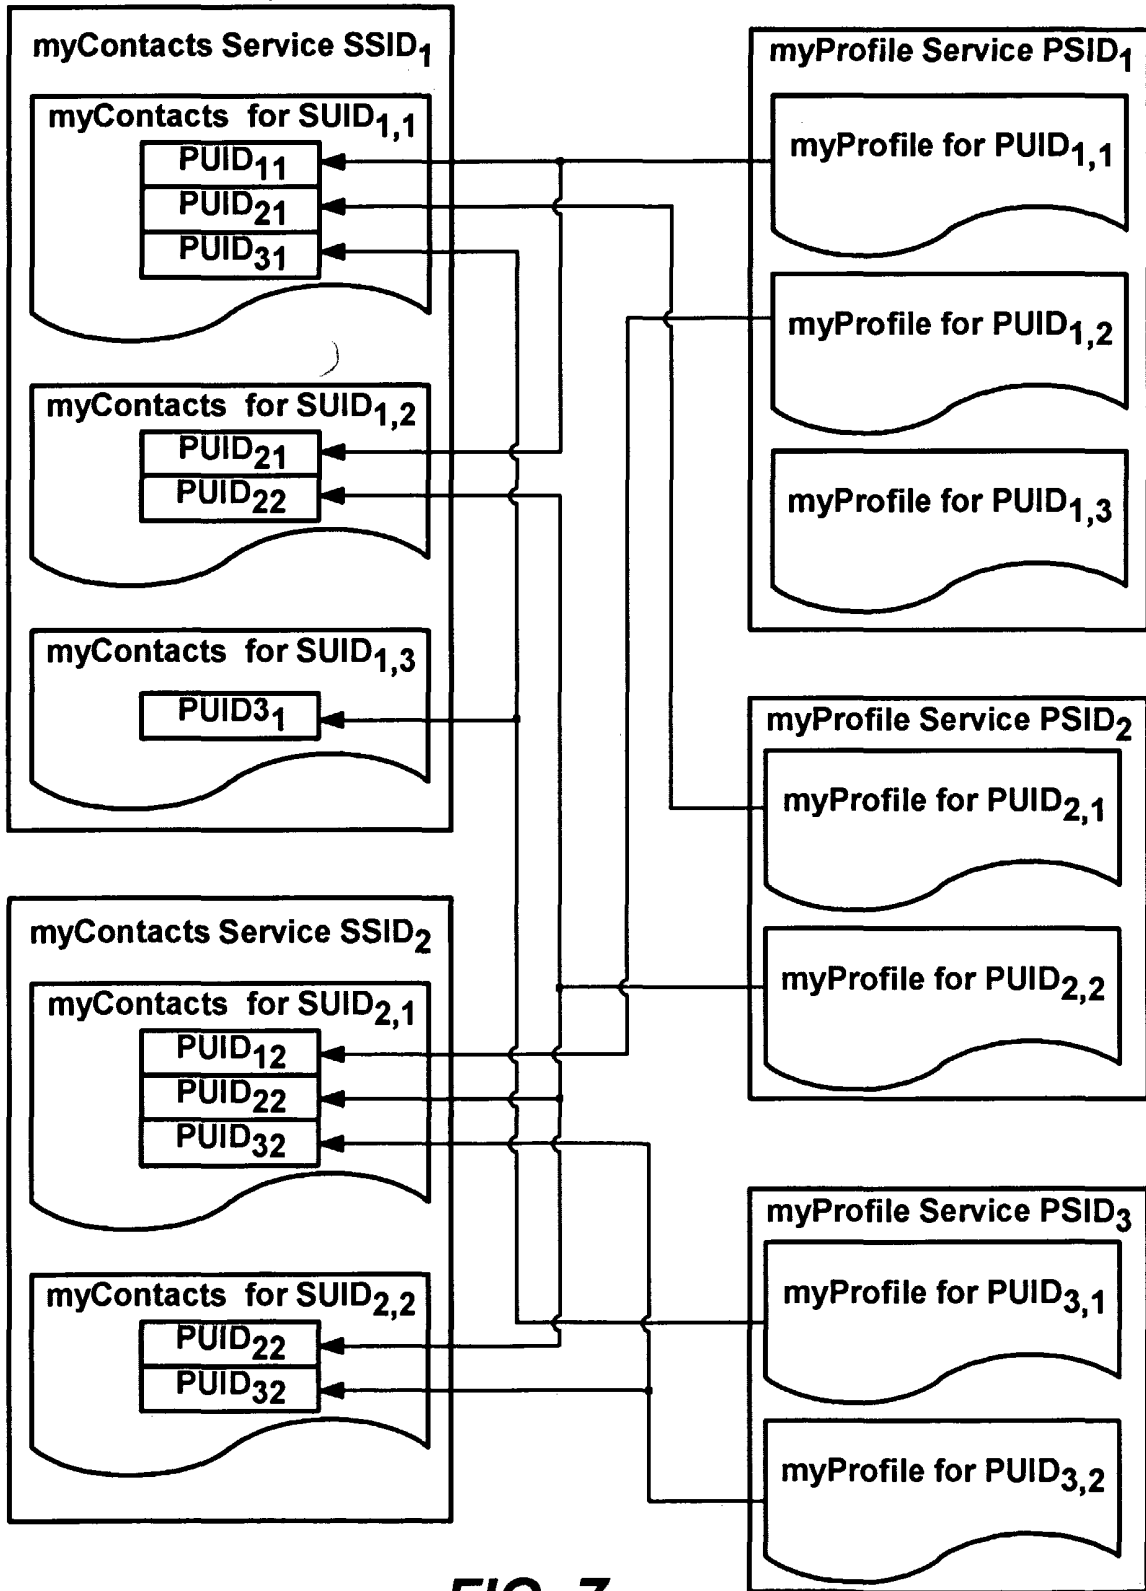 myContacts Service SSID₁
myContacts for SUID₁,₁
PUID₁₁
PUID₂₁
PUID₃₁
myContacts for SUID₁,₂
PUID₂₁
PUID₂₂
myContacts for SUID₁,₃
PUID3₁
myContacts Service SSID₂
myContacts for SUID₂,₁
PUID₁₂
PUID₂₂
PUID₃₂
myContacts for SUID₂,₂
PUID₂₂
PUID₃₂
myProfile Service PSID₁
myProfile for PUID₁,₁
myProfile for PUID₁,₂
myProfile for PUID₁,₃
myProfile Service PSID₂
myProfile for PUID₂,₁
myProfile for PUID₂,₂
myProfile Service PSID₃
myProfile for PUID₃,₁
myProfile for PUID₃,₂